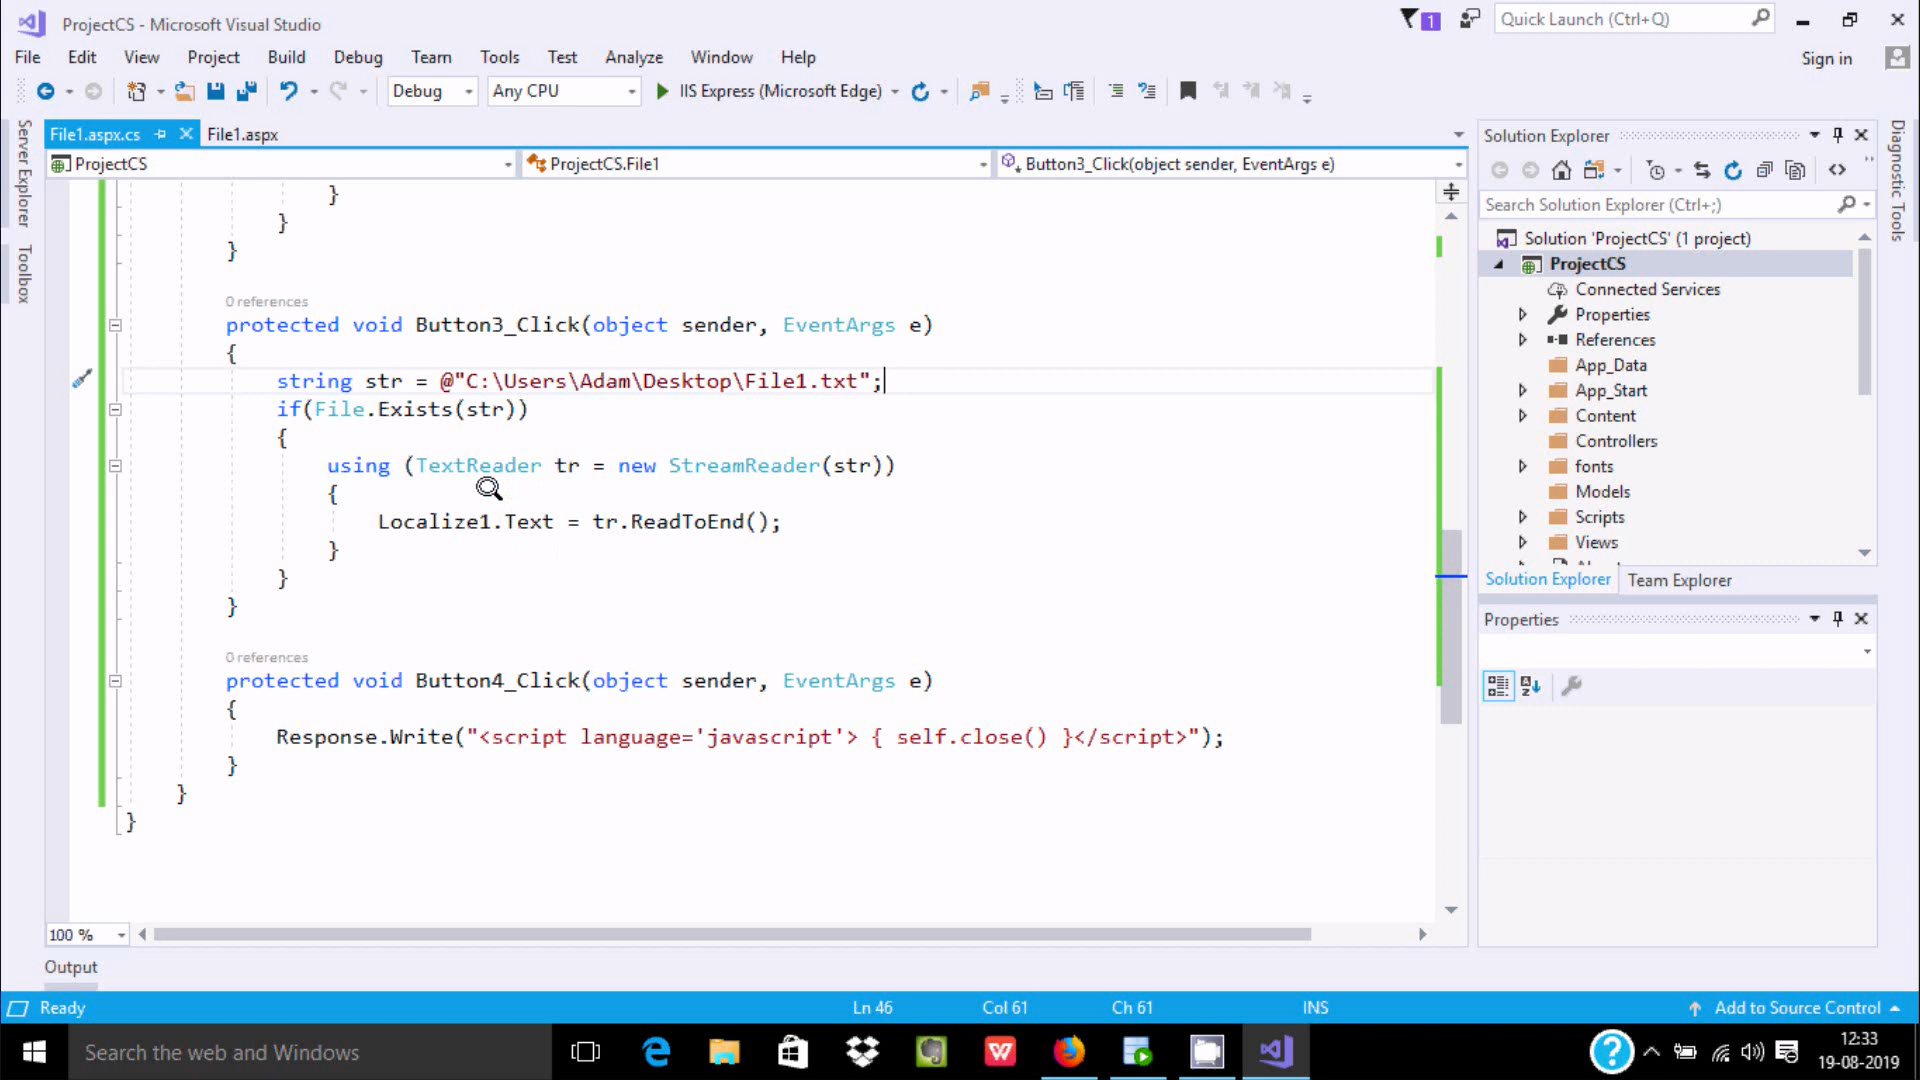 ProjectCS - Microsoft Visual Studio
1
Quick Launch (Ctrl+Q)
File Edit View Project Build Debug Team Tools Test Analyze Window Help
Sign in
Debug Any CPU IIS Express (Microsoft Edge)
Server Explorer
Toolbox
File1.aspx.cs File1.aspx
ProjectCS ProjectCS.File1 Button3_Click(object sender, EventArgs e)
}
}
}
0 references
protected void Button3_Click(object sender, EventArgs e)
{
string str = @"C:\Users\Adam\Desktop\File1.txt";
if(File.Exists(str))
{
using (TextReader tr = new StreamReader(str))
{
Localize1.Text = tr.ReadToEnd();
}
}
}
0 references
protected void Button4_Click(object sender, EventArgs e)
{
Response.Write("<script language='javascript'> { self.close() }</script>");
}
}
}
100 %
Output
Solution Explorer
Search Solution Explorer (Ctrl+;)
Solution 'ProjectCS' (1 project)
ProjectCS
Connected Services
Properties
References
App_Data
App_Start
Content
Controllers
fonts
Models
Scripts
Views
Solution Explorer Team Explorer
Properties
Diagnostic Tools
Ready Ln 46 Col 61 Ch 61 INS Add to Source Control
Search the web and Windows
12:33
19-08-2019